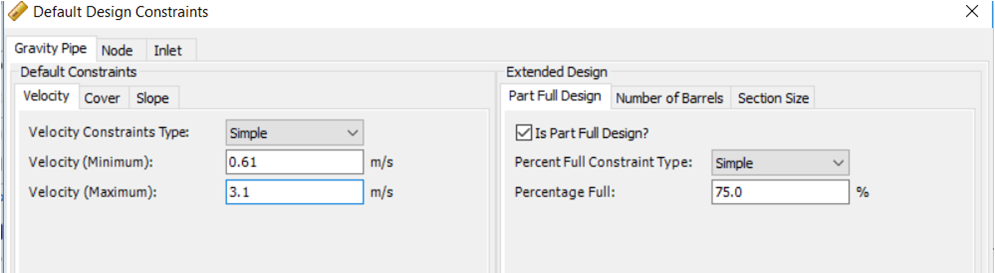 Default Design Constraints
Gravity Pipe Node Inlet
Default Constraints
Velocity Cover Slope
Velocity Constraints Type: Simple
Velocity (Minimum): 0.61 m/s
Velocity (Maximum): 3.1 m/s
Extended Design
Part Full Design Number of Barrels Section Size
Is Part Full Design?
Percent Full Constraint Type: Simple
Percentage Full: 75.0 %